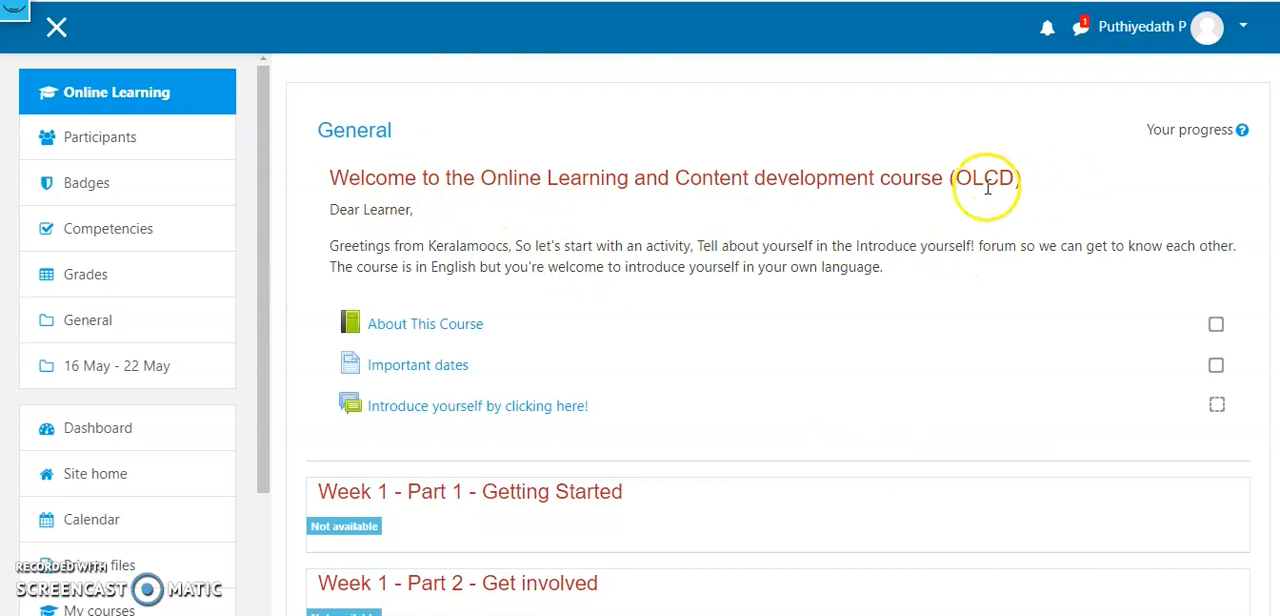 1
Puthiyedath P
Online Learning
Participants
Badges
Competencies
Grades
General
16 May - 22 May
Dashboard
Site home
Calendar
Private files
My courses
RECORDED WITH
SCREENCAST MATIC
General
Your progress
Welcome to the Online Learning and Content development course (OLCD)
Dear Learner,
Greetings from Keralamoocs, So let's start with an activity, Tell about yourself in the Introduce yourself! forum so we can get to know each other.
The course is in English but you're welcome to introduce yourself in your own language.
About This Course
Important dates
Introduce yourself by clicking here!
Week 1 - Part 1 - Getting Started
Not available
Week 1 - Part 2 - Get involved
Not available